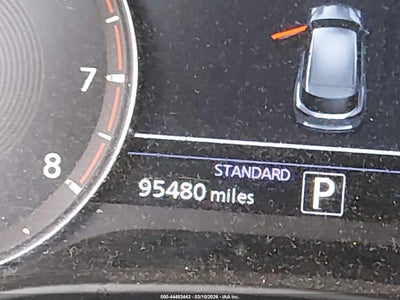 7
8
STANDARD
95480 miles
P
000-44483443 - 03/10/2026 - IAA Inc.